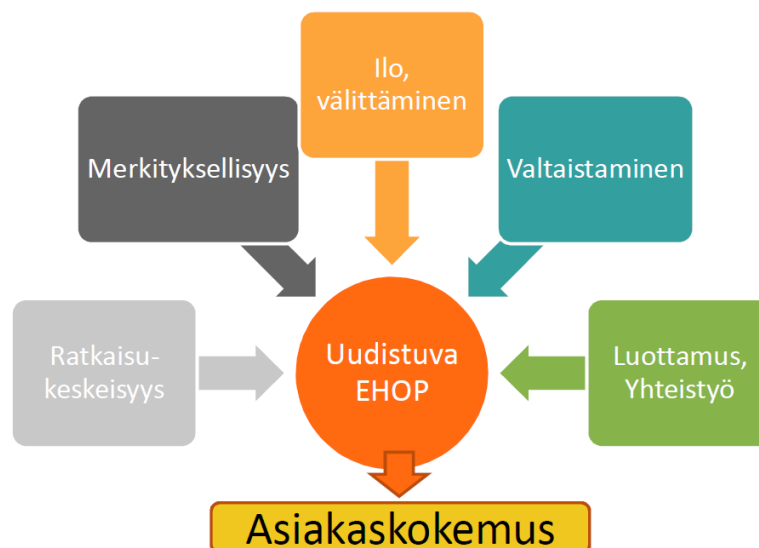 Ilo,
välittäminen
Merkityksellisyys
Valtaistaminen
Ratkaisu-
keskeisyys
Uudistuva
EHOP
Luottamus,
Yhteistyö
Asiakaskokemus